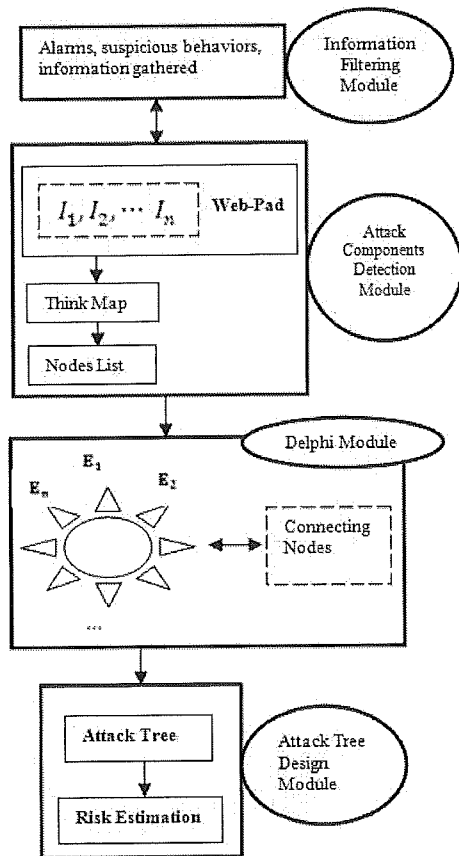 Alarms, suspicious behaviors,
information gathered
Information
Filtering
Module
I1, I2, ⋯ In
Web-Pad
Think Map
Nodes List
Attack
Components
Detection
Module
Delphi Module
E1
En
E2
Connecting
Nodes
...
Attack Tree
Risk Estimation
Attack Tree
Design
Module